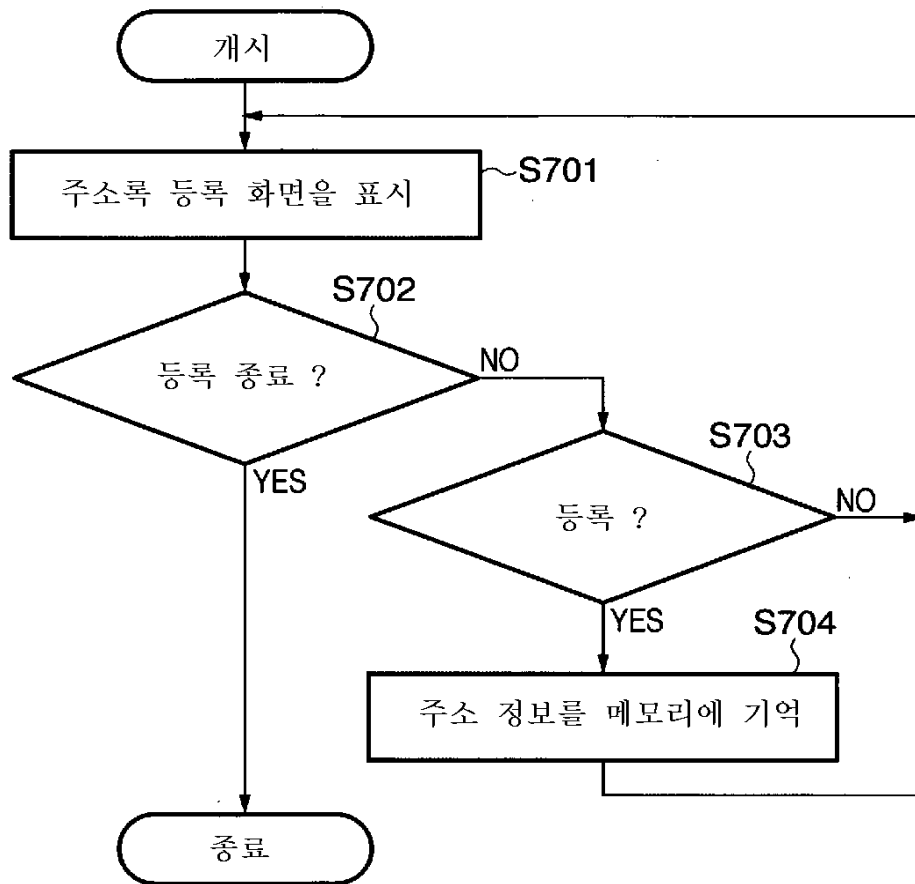 개시
주소록 등록 화면을 표시
S701
S702
등록 종료 ?
NO
YES
S703
등록 ?
NO
YES
S704
주소 정보를 메모리에 기억
종료